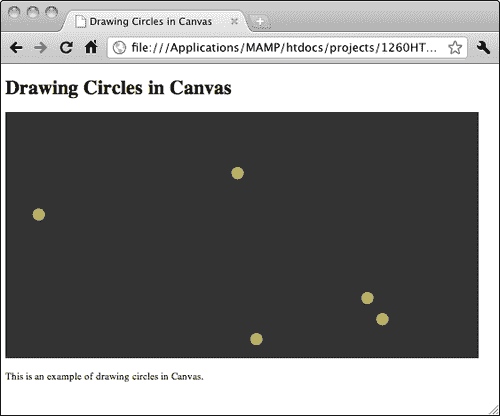 Drawing Circles in Canvas
file:///Applications/MAMP/htdocs/projects/1260HT...
Drawing Circles in Canvas
This is an example of drawing circles in Canvas.